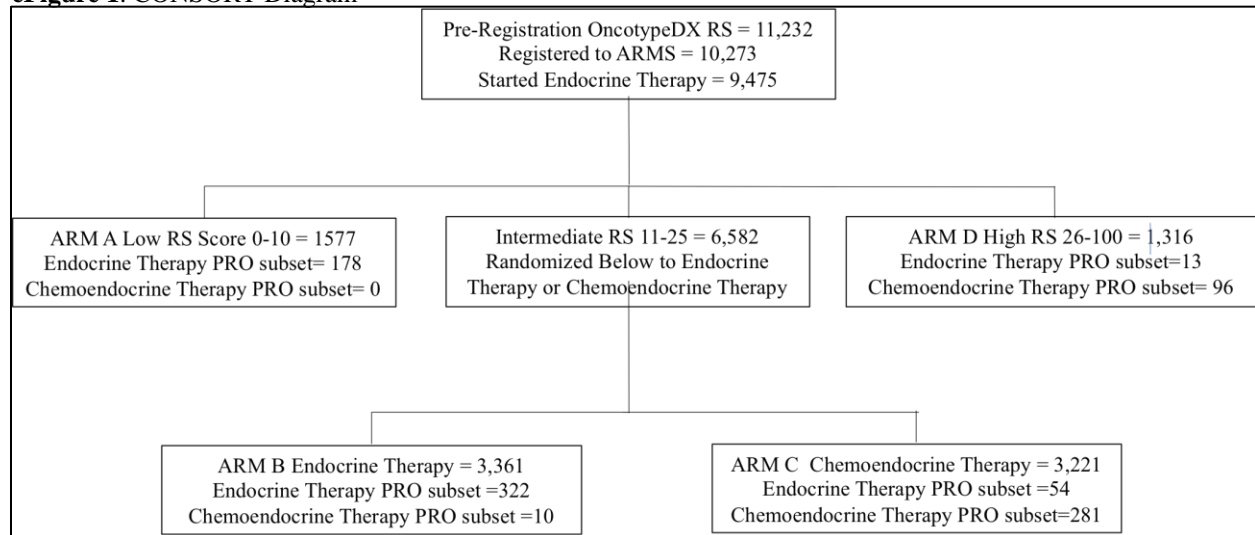 eFigure 1. CONSORT Diagram
Pre-Registration OncotypeDX RS = 11,232
Registered to ARMS = 10,273
Started Endocrine Therapy = 9,475
ARM A Low RS Score 0-10 = 1577
Endocrine Therapy PRO subset= 178
Chemoendocrine Therapy PRO subset= 0
Intermediate RS 11-25 = 6,582
Randomized Below to Endocrine
Therapy or Chemoendocrine Therapy
ARM D High RS 26-100 = 1,316
Endocrine Therapy PRO subset=13
Chemoendocrine Therapy PRO subset= 96
ARM B Endocrine Therapy = 3,361
Endocrine Therapy PRO subset =322
Chemoendocrine Therapy PRO subset =10
ARM C Chemoendocrine Therapy = 3,221
Endocrine Therapy PRO subset =54
Chemoendocrine Therapy PRO subset=281